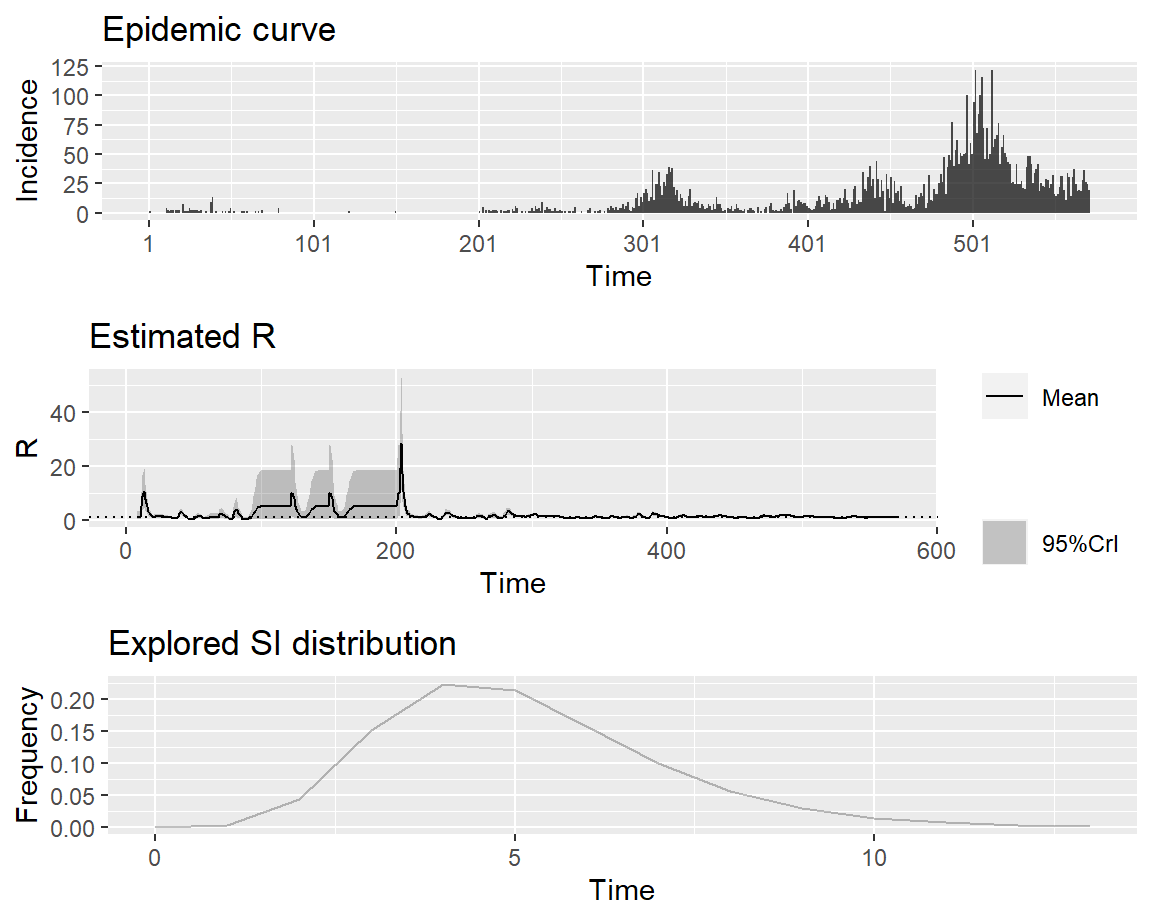 Epidemic curve
125
100
75
50
25
0
Incidence
1 101 201 301 401 501
Time
Estimated R
40
20
0
R
0 200 400 600
Time
Mean
95%CrI
Explored SI distribution
0.20
0.15
0.10
0.05
0.00
Frequency
0 5 10
Time